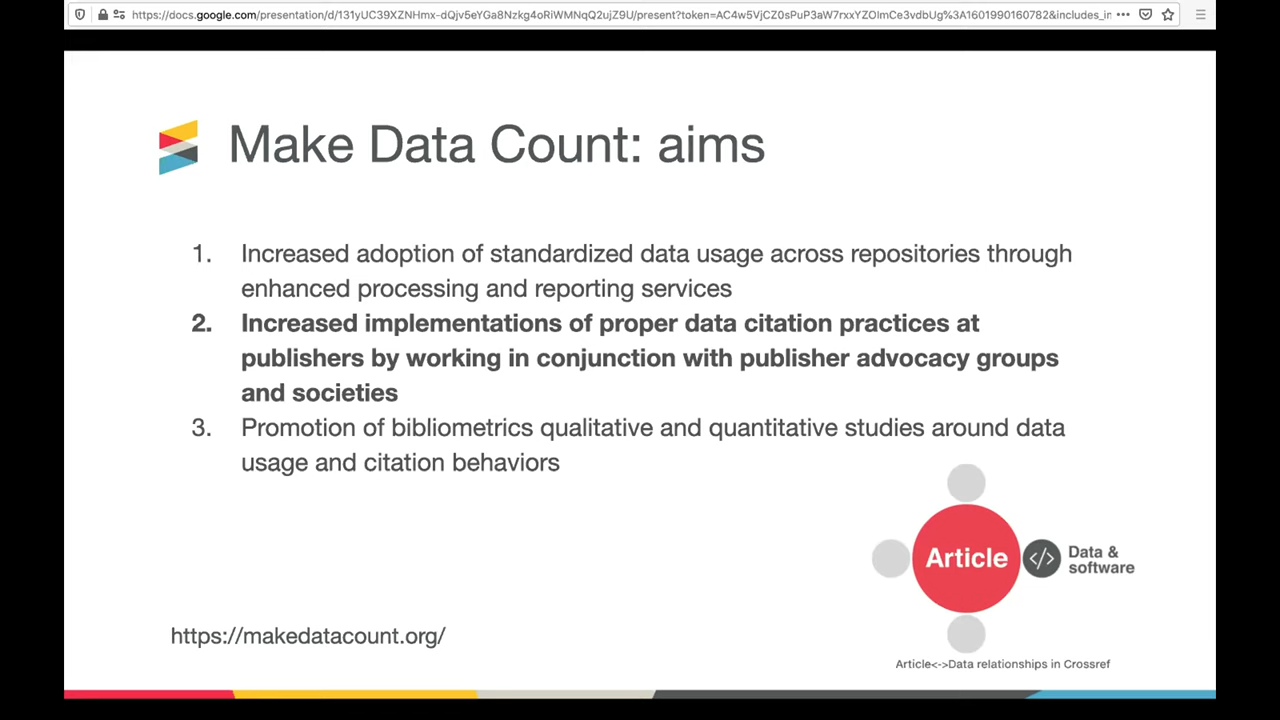 https://docs.google.com/presentation/d/131yUC39XZNHmx-dQjv5eYGa8Nzkg4oRiWMNqQ2ujZ9U/present?token=AC4w5VjCZ0sPuP3aW7rxxYZOlmCe3vdbUg%3A1601990160782&includes_in
Make Data Count: aims
1. Increased adoption of standardized data usage across repositories through
enhanced processing and reporting services
2. Increased implementations of proper data citation practices at
publishers by working in conjunction with publisher advocacy groups
and societies
3. Promotion of bibliometrics qualitative and quantitative studies around data
usage and citation behaviors
Article
</>
Data &
software
https://makedatacount.org/
Article<->Data relationships in Crossref